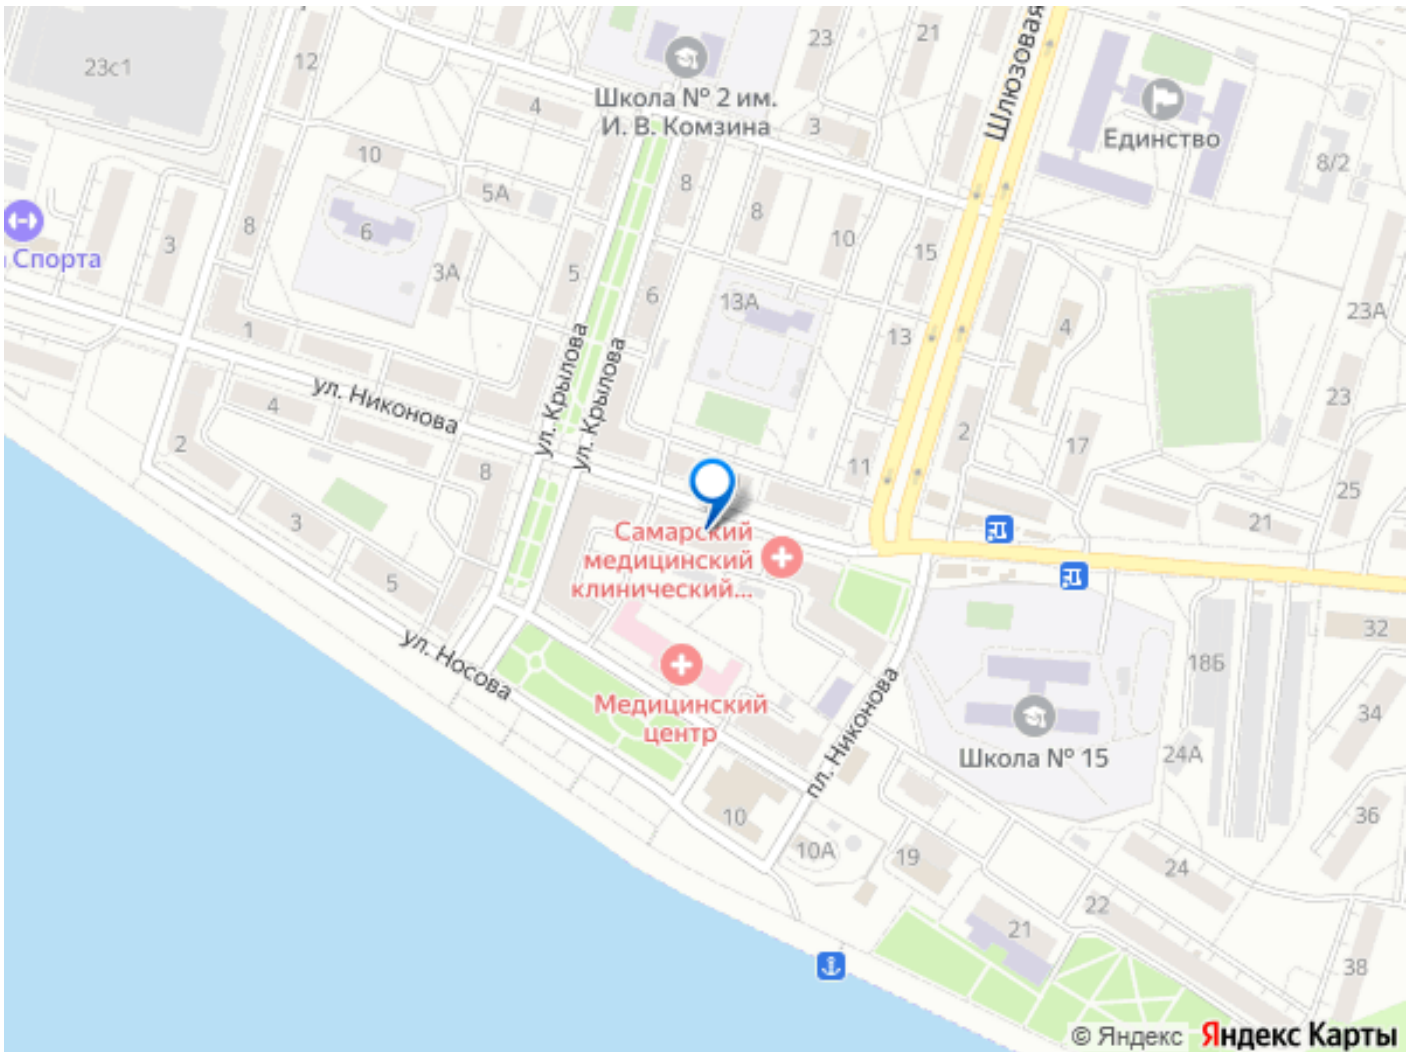 23с1
12
23
21
Шлюзовая
Школа № 2 им.
И. В. Комзина
4
3
Единство
8/2
10
5А
8
8
10
15
8
6
3
3А
а Спорта
5
6
13А
23А
4
1
13
ул. Никонова
ул. Крылова
ул. Крылова
4
2
23
2
17
11
8
25
3
21
Самарский
медицинский
клинический...
5
ул. Носова
32
18Б
Медицинский
центр
пл. Никонова
34
Школа № 15
24А
10
36
10А
19
24
22
21
38
© Яндекс
Яндекс Карты